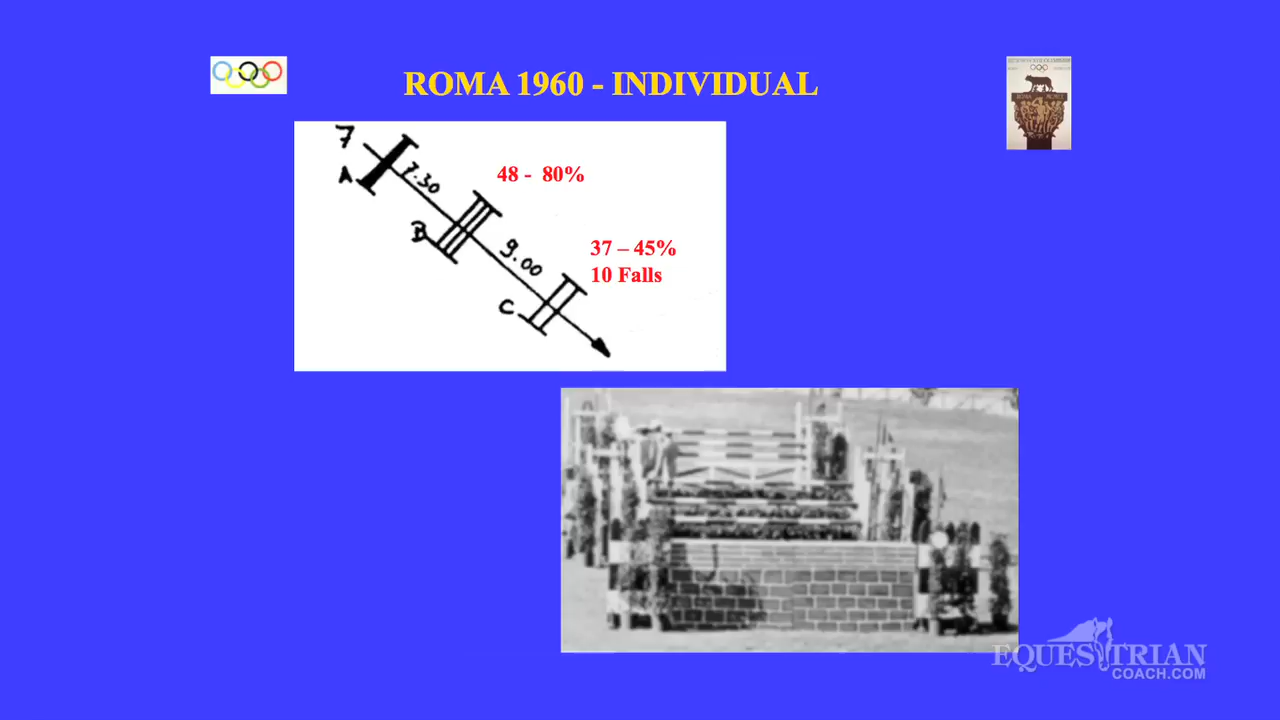 ROMA 1960 - INDIVIDUAL
7
A
7.30
48 - 80%
B
9.00
37 – 45%
10 Falls
C
EQUESTRIAN
COACH.COM